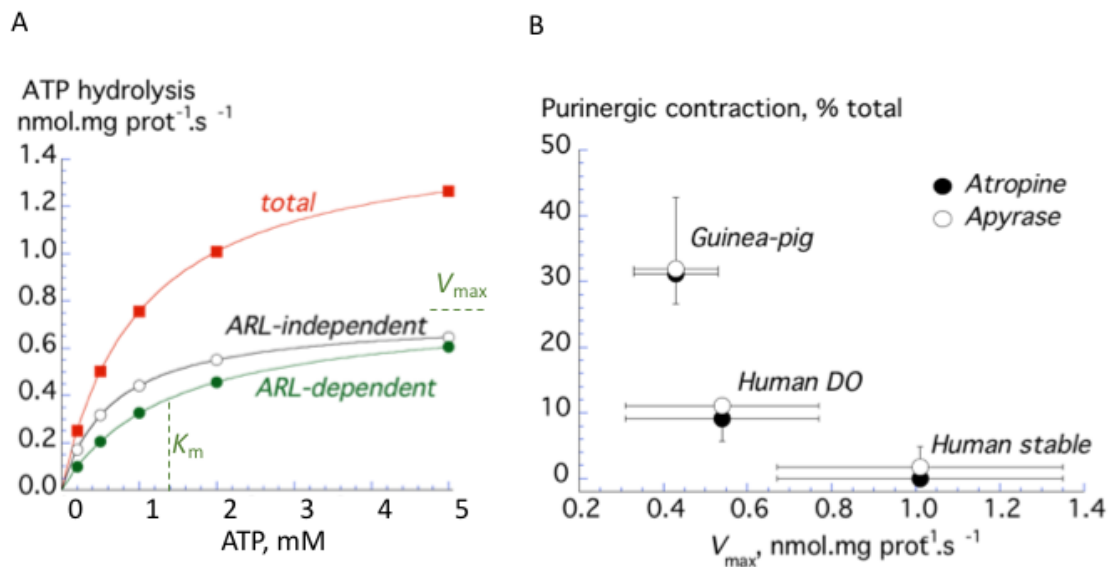 A
ATP hydrolysis
nmol.mg prot⁻¹.s ⁻¹
1.4
1.2
1.0
0.8
0.6
0.4
0.2
0.0
total
Vmax
ARL-independent
ARL-dependent
Km
0 1 2 3 4 5
ATP, mM
B
Purinergic contraction, % total
50
40
30
20
10
0
Atropine
Apyrase
Guinea-pig
Human DO
Human stable
0.2 0.4 0.6 0.8 1.0 1.2 1.4
Vmax, nmol.mg prot¹.s ⁻¹